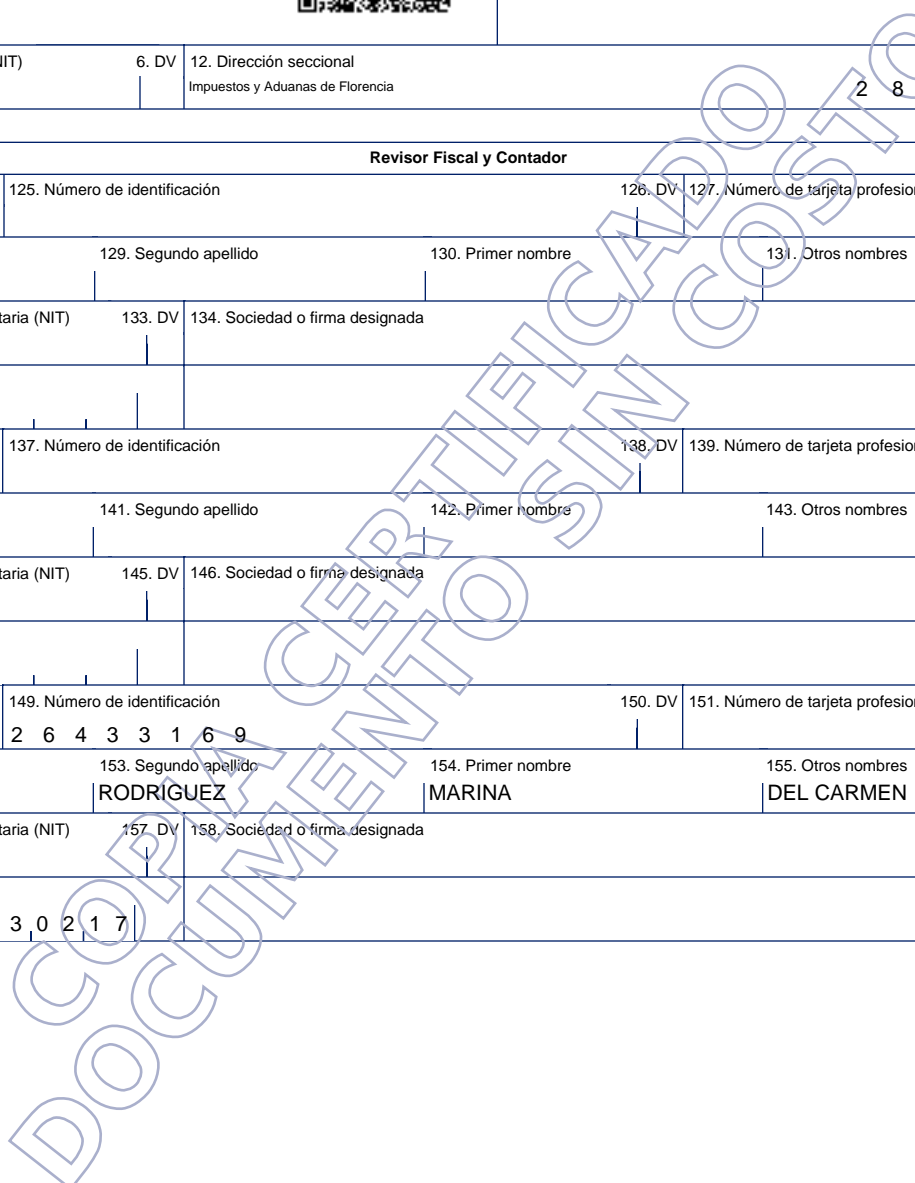 NIT) 6. DV 12. Dirección seccional
Impuestos y Aduanas de Florencia 2 8
Revisor Fiscal y Contador
125. Número de identificación 126. DV 127. Número de tarjeta profesion
129. Segundo apellido 130. Primer nombre 131. Otros nombres
taria (NIT) 133. DV 134. Sociedad o firma designada
137. Número de identificación 138. DV 139. Número de tarjeta profesion
141. Segundo apellido 142. Primer nombre 143. Otros nombres
taria (NIT) 145. DV 146. Sociedad o firma designada
149. Número de identificación 150. DV 151. Número de tarjeta profesion
2 6 4 3 3 1 6 9
153. Segundo apellido 154. Primer nombre 155. Otros nombres
RODRIGUEZ MARINA DEL CARMEN
taria (NIT) 157. DV 158. Sociedad o firma designada
3 0 2 1 7
COPIA CERTIFICADO
DOCUMENTO SIN COSTO